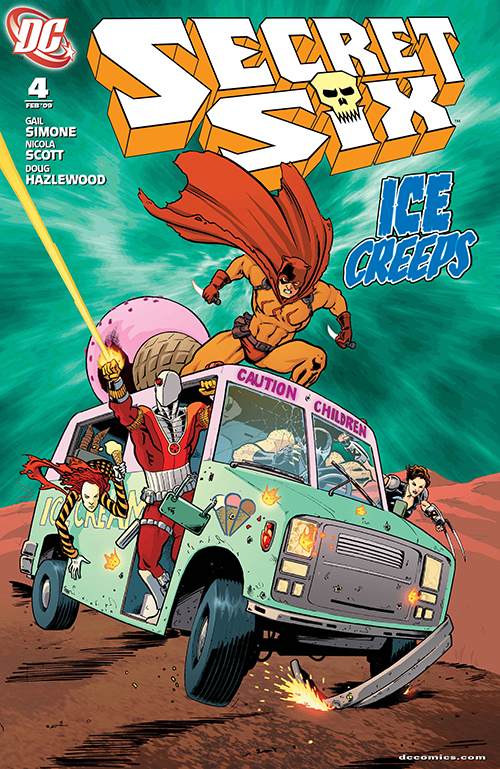 DC
SECRET
SIX
TM
4
FEB '09
GAIL
SIMONE
NICOLA
SCOTT
DOUG
HAZLEWOOD
ICE
CREEPS
CAUTION CHILDREN
ICE CREAM
dccomics.com